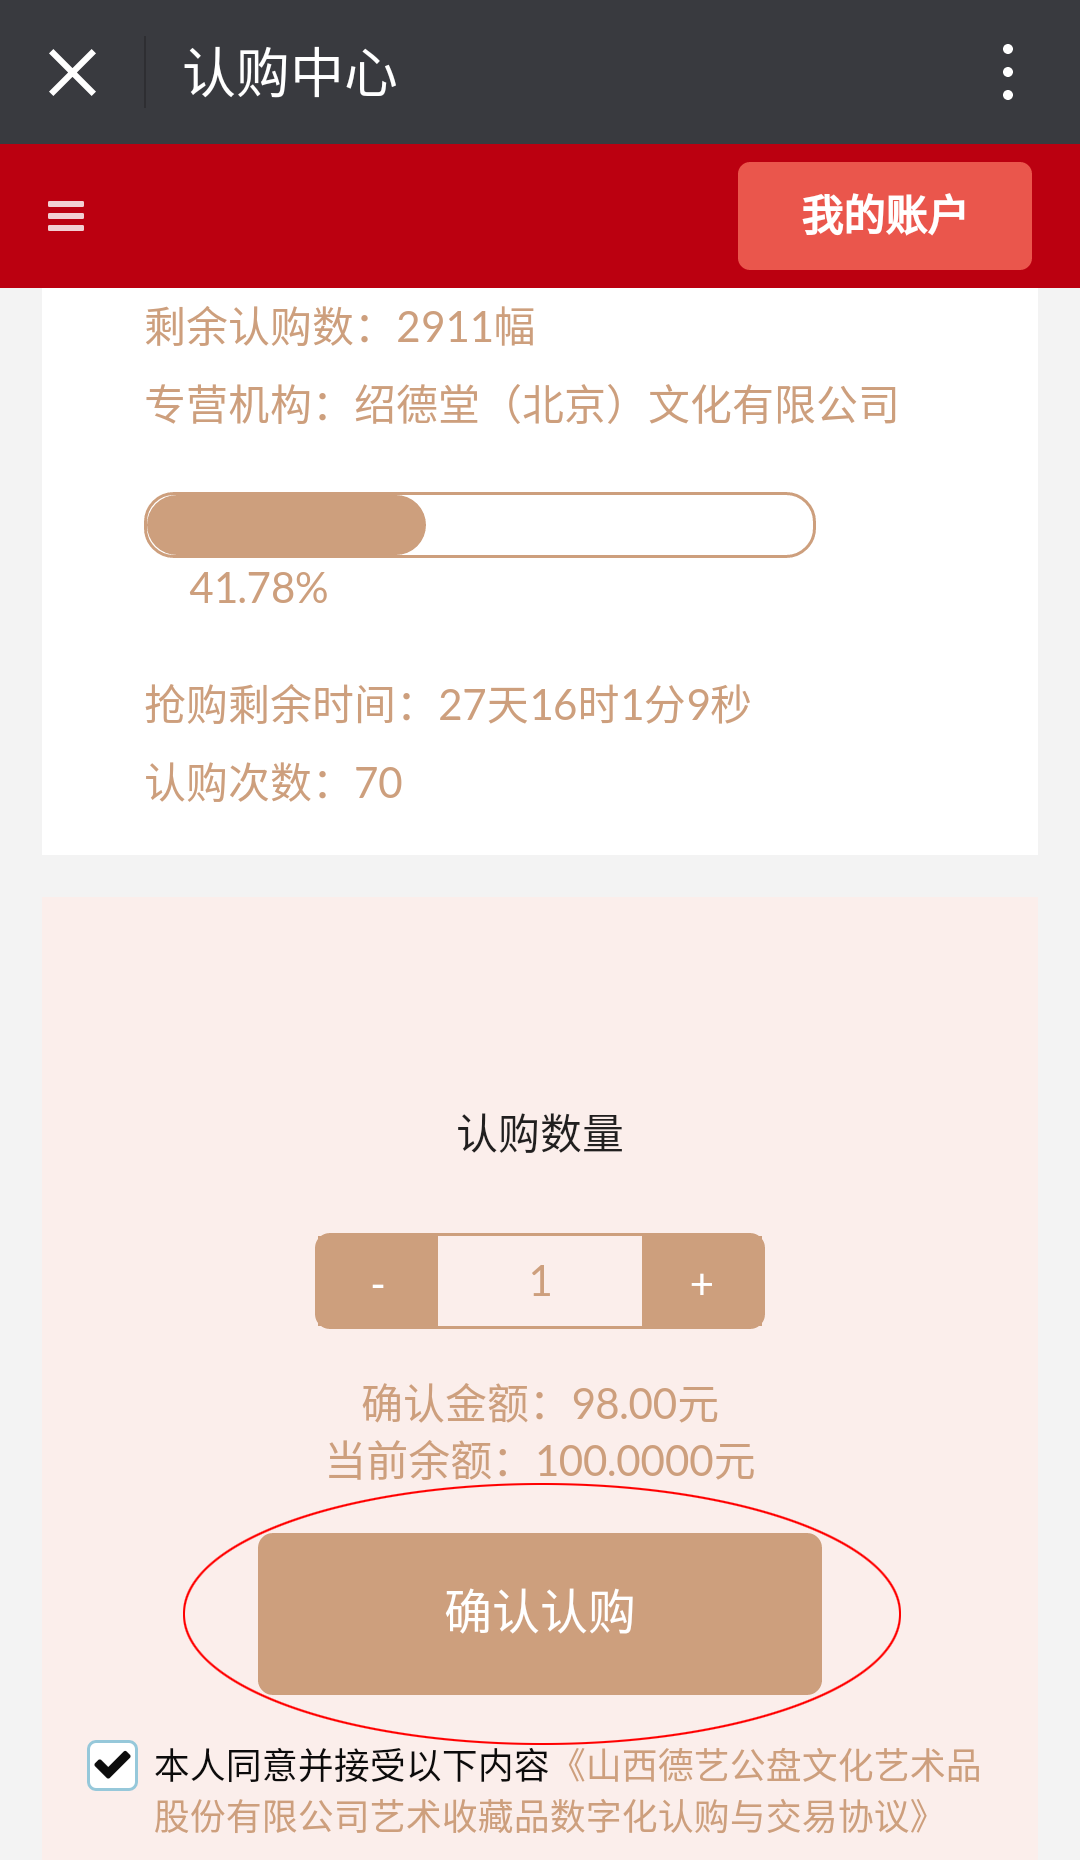 认购中心
我的账户
剩余认购数：2911幅
专营机构：绍德堂（北京）文化有限公司
41.78%
抢购剩余时间：27天16时1分9秒
认购次数：70
认购数量
- 1 +
确认金额：98.00元
当前余额：100.0000元
确认认购
本人同意并接受以下内容《山西德艺公盘文化艺术品
股份有限公司艺术收藏品数字化认购与交易协议》